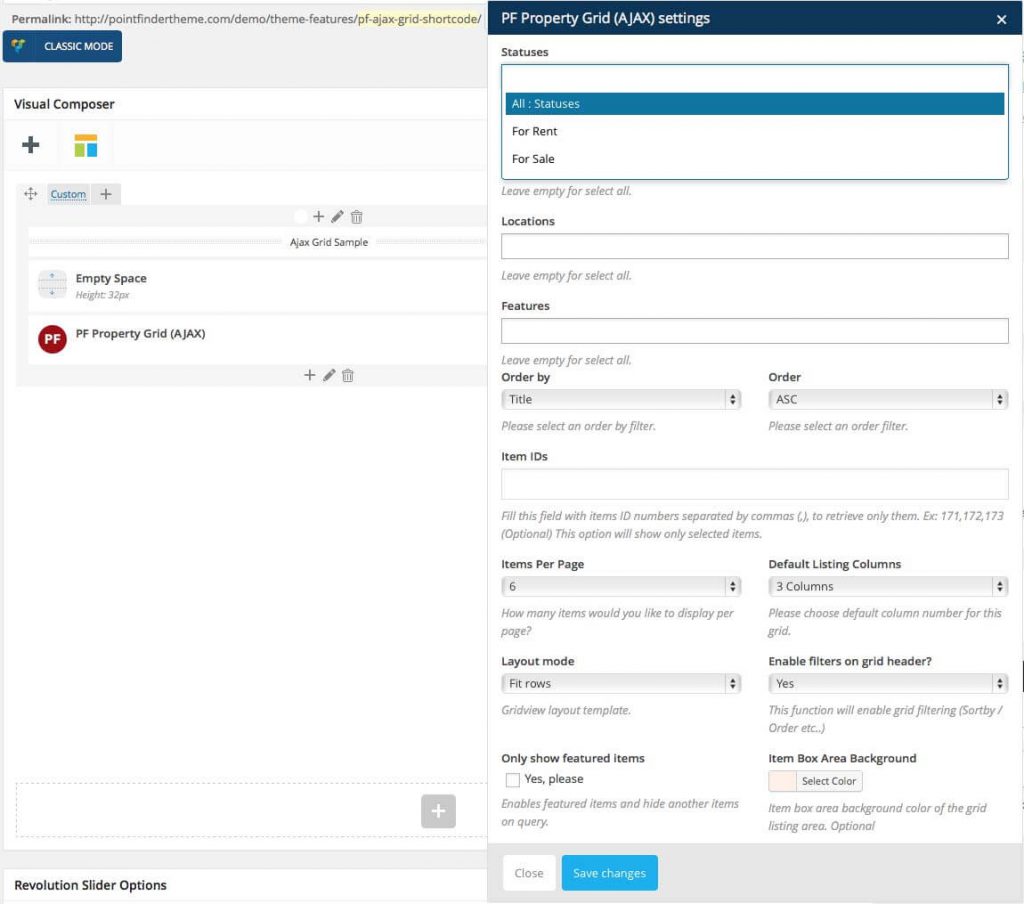 Permalink: http://pointfindertheme.com/demo/theme-features/pf-ajax-grid-shortcode/
CLASSIC MODE
Visual Composer
Custom
Ajax Grid Sample
Empty Space
Height: 32px
PF
PF Property Grid (AJAX)
Revolution Slider Options
PF Property Grid (AJAX) settings
Statuses
All : Statuses
For Rent
For Sale
Leave empty for select all.
Locations
Leave empty for select all.
Features
Leave empty for select all.
Order by
Title
Please select an order by filter.
Order
ASC
Please select an order filter.
Item IDs
Fill this field with items ID numbers separated by commas (,), to retrieve only them. Ex: 171,172,173
(Optional) This option will show only selected items.
Items Per Page
6
How many items would you like to display per
page?
Default Listing Columns
3 Columns
Please choose default column number for this
grid.
Layout mode
Fit rows
Gridview layout template.
Enable filters on grid header?
Yes
This function will enable grid filtering (Sortby /
Order etc..)
Only show featured items
Yes, please
Enables featured items and hide another items
on query.
Item Box Area Background
Select Color
Item box area background color of the grid
listing area. Optional
Close
Save changes